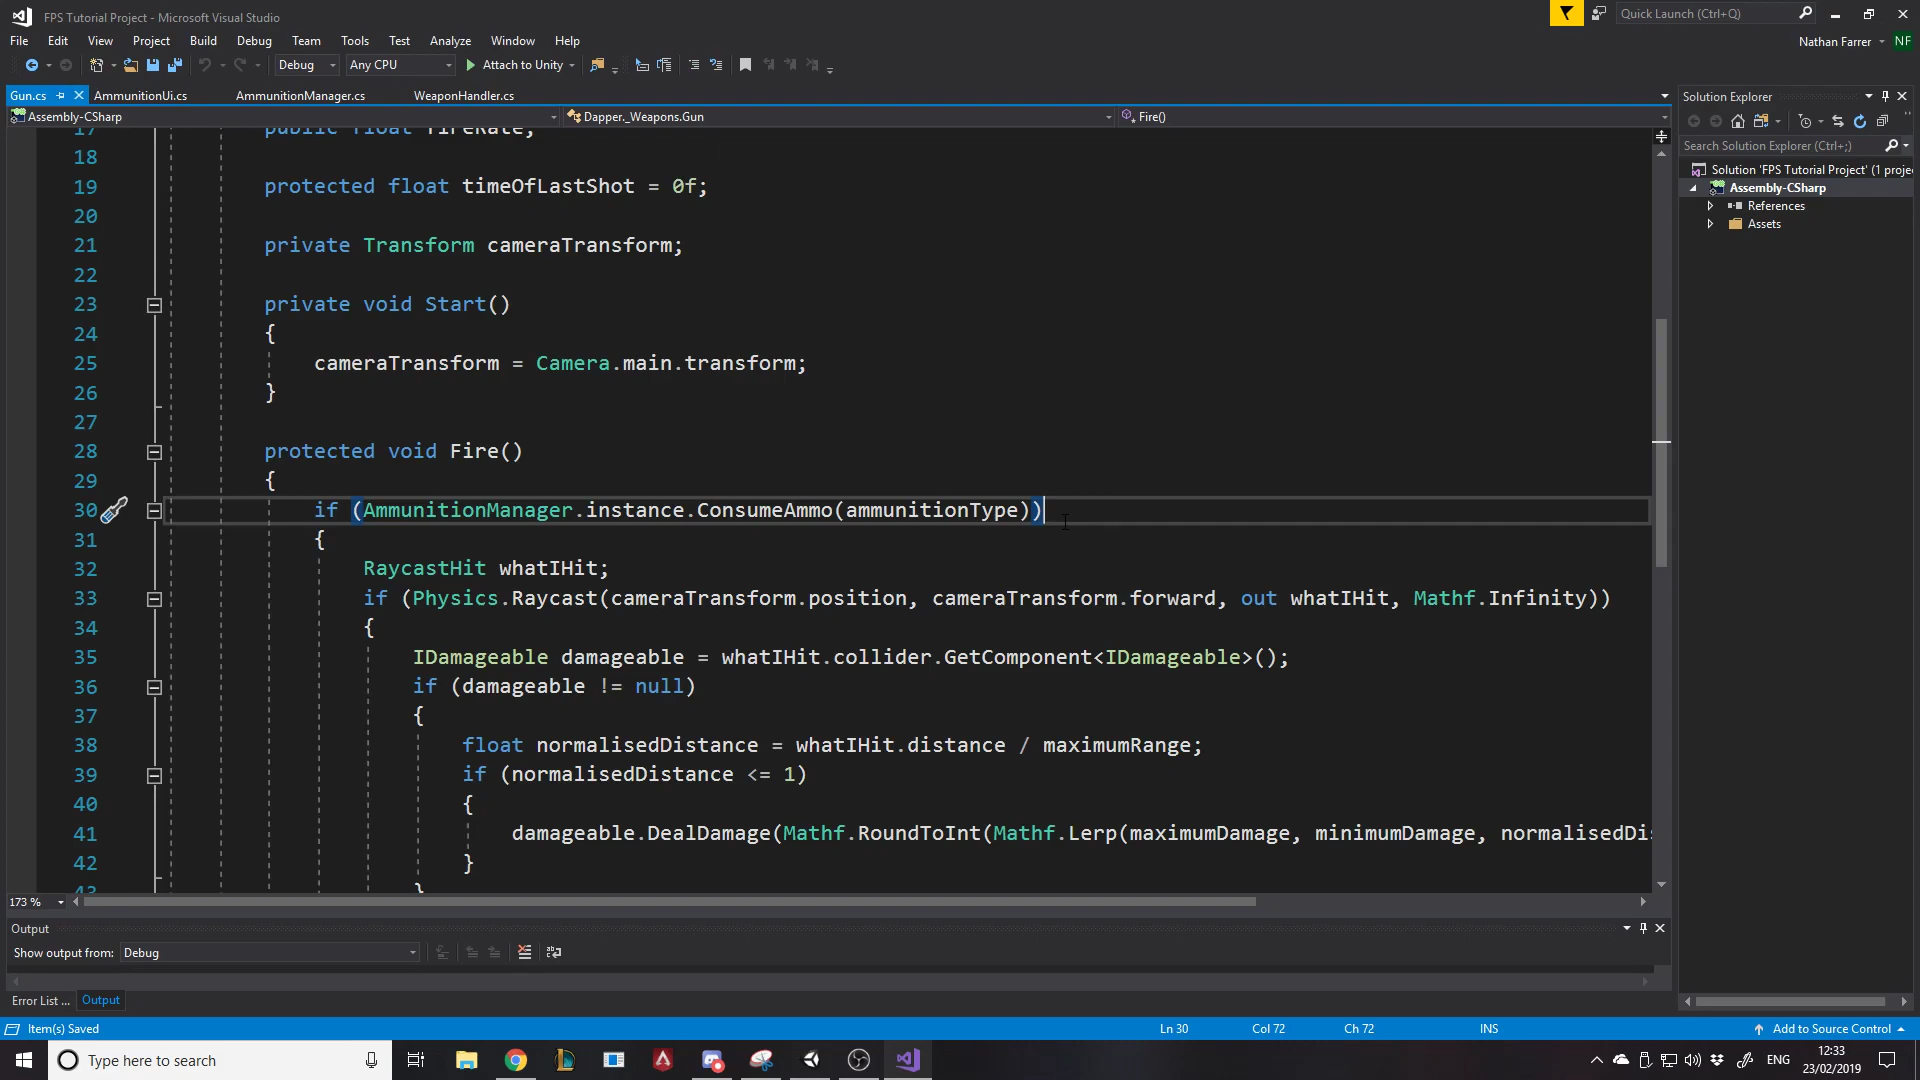 FPS Tutorial Project - Microsoft Visual Studio
Quick Launch (Ctrl+Q)
File Edit View Project Build Debug Team Tools Test Analyze Window Help
Nathan Farrer NF
Debug Any CPU Attach to Unity
Gun.cs AmmunitionUi.cs AmmunitionManager.cs WeaponHandler.cs
Assembly-CSharp Dapper._Weapons.Gun Fire()
17 public float fireRate;
18
19 protected float timeOfLastShot = 0f;
20
21 private Transform cameraTransform;
22
23 private void Start()
24 {
25 cameraTransform = Camera.main.transform;
26 }
27
28 protected void Fire()
29 {
30 if (AmmunitionManager.instance.ConsumeAmmo(ammunitionType))
31 {
32 RaycastHit whatIHit;
33 if (Physics.Raycast(cameraTransform.position, cameraTransform.forward, out whatIHit, Mathf.Infinity))
34 {
35 IDamageable damageable = whatIHit.collider.GetComponent<IDamageable>();
36 if (damageable != null)
37 {
38 float normalisedDistance = whatIHit.distance / maximumRange;
39 if (normalisedDistance <= 1)
40 {
41 damageable.DealDamage(Mathf.RoundToInt(Mathf.Lerp(maximumDamage, minimumDamage, normalisedDi
42 }
43 }
173 %
Output
Show output from: Debug
Error List ... Output
Solution Explorer
Search Solution Explorer (Ctrl+;)
Solution 'FPS Tutorial Project' (1 proje
Assembly-CSharp
References
Assets
Item(s) Saved Ln 30 Col 72 Ch 72 INS Add to Source Control
Type here to search
ENG
12:33
23/02/2019